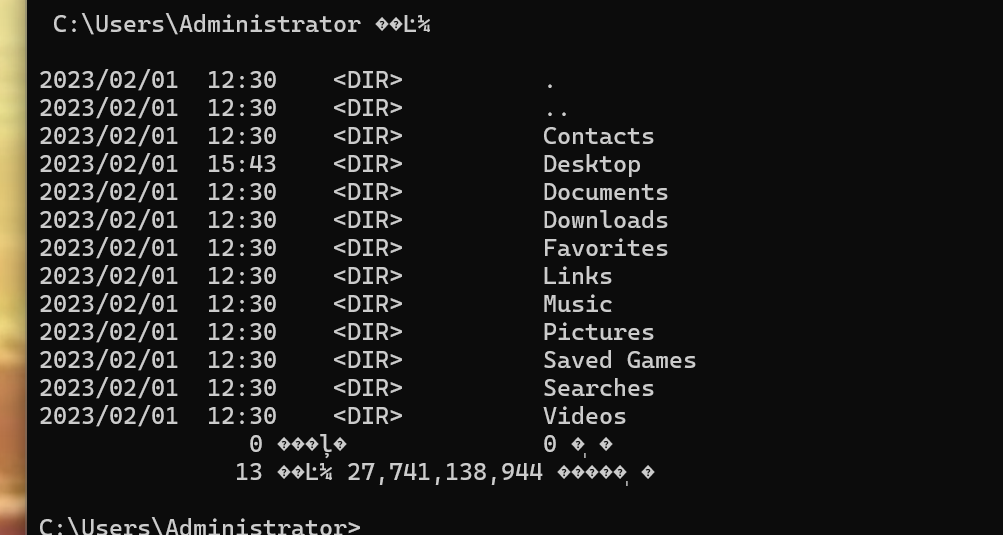 C:\Users\Administrator ��Ŀ¼
2023/02/01  12:30    <DIR>          .
2023/02/01  12:30    <DIR>          ..
2023/02/01  12:30    <DIR>          Contacts
2023/02/01  15:43    <DIR>          Desktop
2023/02/01  12:30    <DIR>          Documents
2023/02/01  12:30    <DIR>          Downloads
2023/02/01  12:30    <DIR>          Favorites
2023/02/01  12:30    <DIR>          Links
2023/02/01  12:30    <DIR>          Music
2023/02/01  12:30    <DIR>          Pictures
2023/02/01  12:30    <DIR>          Saved Games
2023/02/01  12:30    <DIR>          Searches
2023/02/01  12:30    <DIR>          Videos
0 ���ļ�              0 �ֽ�
13 ��Ŀ¼ 27,741,138,944 �����ֽ�
C:\Users\Administrator>